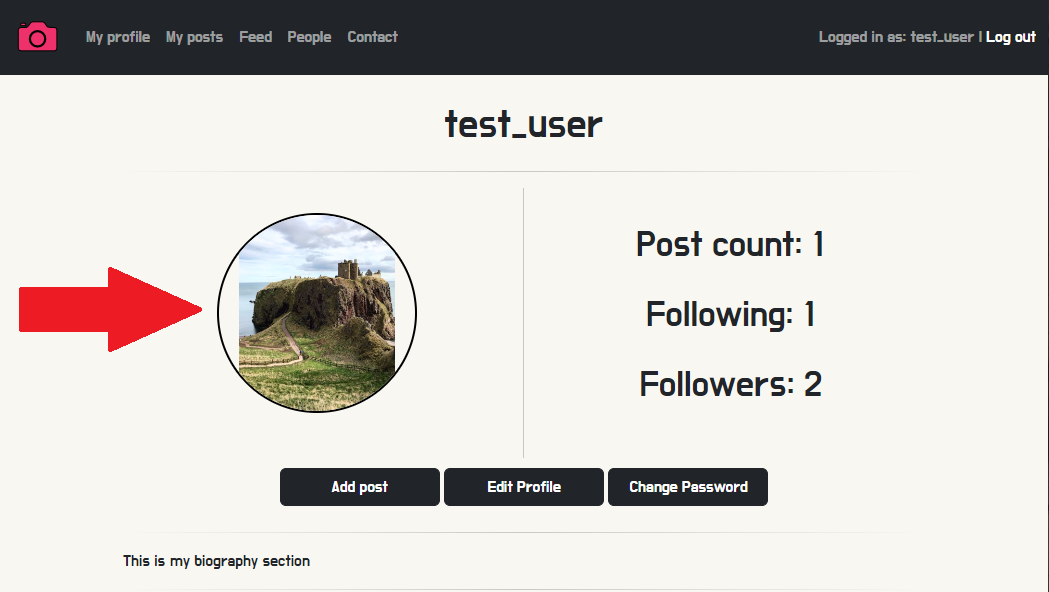 My profile My posts Feed People Contact Logged in as: test_user | Log out
test_user
Post count: 1
Following: 1
Followers: 2
Add post Edit Profile Change Password
This is my biography section